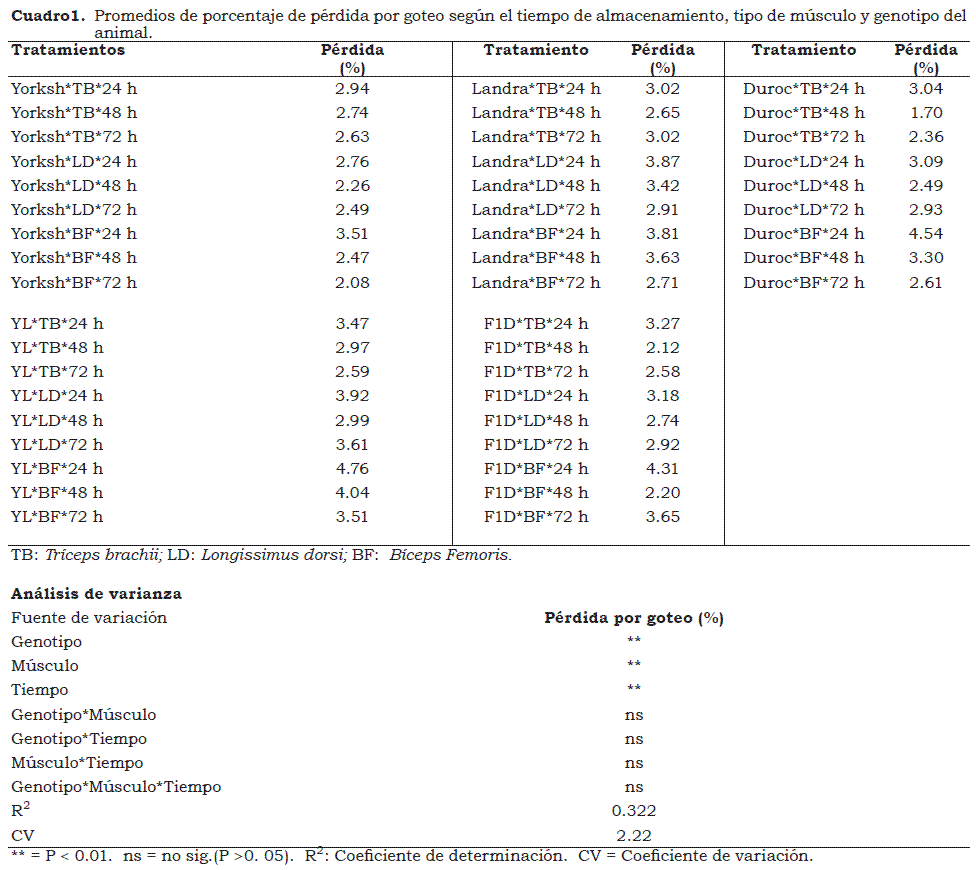 Cuadro1. Promedios de porcentaje de pérdida por goteo según el tiempo de almacenamiento, tipo de músculo y genotipo del
animal.
Tratamientos Pérdida (%) Tratamiento Pérdida (%) Tratamiento Pérdida (%)
Yorksh*TB*24 h 2.94 Landra*TB*24 h 3.02 Duroc*TB*24 h 3.04
Yorksh*TB*48 h 2.74 Landra*TB*48 h 2.65 Duroc*TB*48 h 1.70
Yorksh*TB*72 h 2.63 Landra*TB*72 h 3.02 Duroc*TB*72 h 2.36
Yorksh*LD*24 h 2.76 Landra*LD*24 h 3.87 Duroc*LD*24 h 3.09
Yorksh*LD*48 h 2.26 Landra*LD*48 h 3.42 Duroc*LD*48 h 2.49
Yorksh*LD*72 h 2.49 Landra*LD*72 h 2.91 Duroc*LD*72 h 2.93
Yorksh*BF*24 h 3.51 Landra*BF*24 h 3.81 Duroc*BF*24 h 4.54
Yorksh*BF*48 h 2.47 Landra*BF*48 h 3.63 Duroc*BF*48 h 3.30
Yorksh*BF*72 h 2.08 Landra*BF*72 h 2.71 Duroc*BF*72 h 2.61
YL*TB*24 h 3.47 F1D*TB*24 h 3.27
YL*TB*48 h 2.97 F1D*TB*48 h 2.12
YL*TB*72 h 2.59 F1D*TB*72 h 2.58
YL*LD*24 h 3.92 F1D*LD*24 h 3.18
YL*LD*48 h 2.99 F1D*LD*48 h 2.74
YL*LD*72 h 3.61 F1D*LD*72 h 2.92
YL*BF*24 h 4.76 F1D*BF*24 h 4.31
YL*BF*48 h 4.04 F1D*BF*48 h 2.20
YL*BF*72 h 3.51 F1D*BF*72 h 3.65
TB: Tríceps brachii; LD: Longissimus dorsi; BF: Bíceps Femoris.
Análisis de varianza
Fuente de variación Pérdida por goteo (%)
Genotipo **
Músculo **
Tiempo **
Genotipo*Músculo ns
Genotipo*Tiempo ns
Músculo*Tiempo ns
Genotipo*Músculo*Tiempo ns
R² 0.322
CV 2.22
** = P < 0.01. ns = no sig.(P >0. 05). R²: Coeficiente de determinación. CV = Coeficiente de variación.